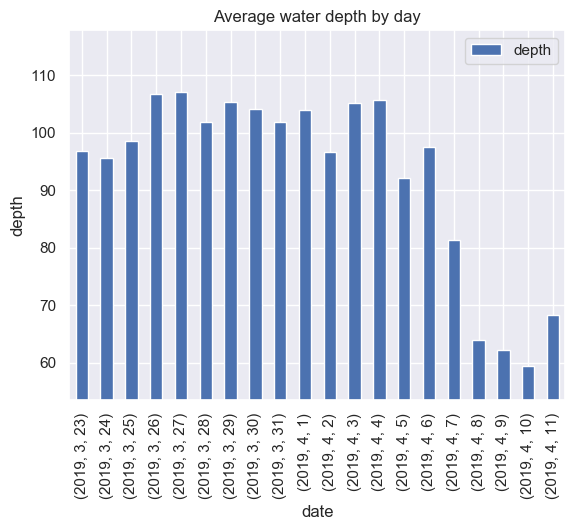 Average water depth by day
depth
110
100
90
80
70
60
depth
(2019, 3, 23)
(2019, 3, 24)
(2019, 3, 25)
(2019, 3, 26)
(2019, 3, 27)
(2019, 3, 28)
(2019, 3, 29)
(2019, 3, 30)
(2019, 3, 31)
(2019, 4, 1)
(2019, 4, 2)
(2019, 4, 3)
(2019, 4, 4)
(2019, 4, 5)
(2019, 4, 6)
(2019, 4, 7)
(2019, 4, 8)
(2019, 4, 9)
(2019, 4, 10)
(2019, 4, 11)
date